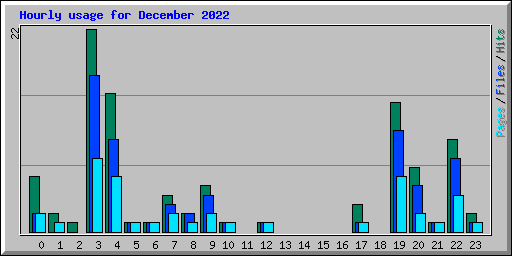 Hourly usage for December 2022
22
Pages/Files/Hits
0 1 2 3 4 5 6 7 8 9 10 11 12 13 14 15 16 17 18 19 20 21 22 23